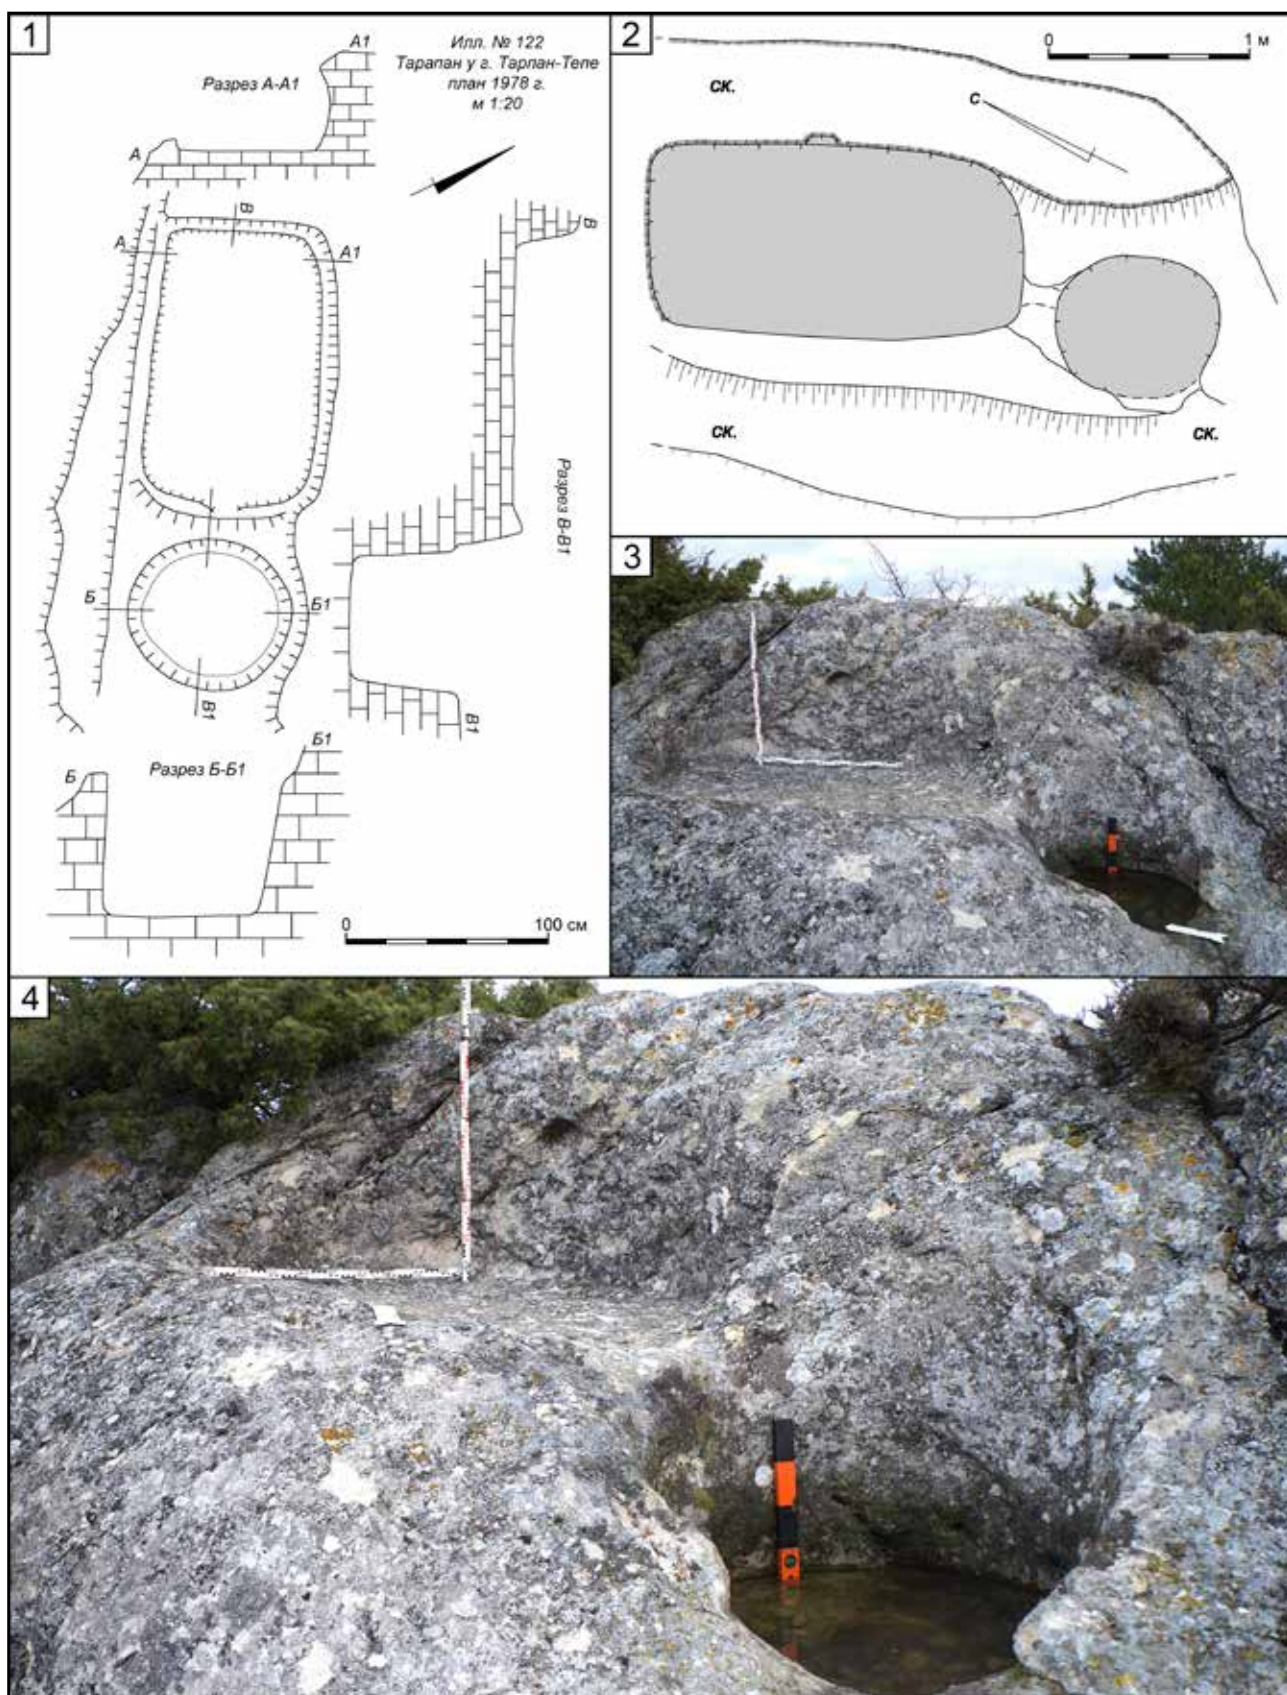 1
Илл. № 122
Тарапан у г. Тарлан-Тепе
план 1978 г.
м 1:20
Разрез А-А1
А1
А
В
А
А1
В
Разрез В-В1
Б
Б1
В1
В1
Разрез Б-Б1
Б1
Б
0 100 см
2
0 1 м
СК.
С
СК.
СК.
3
4